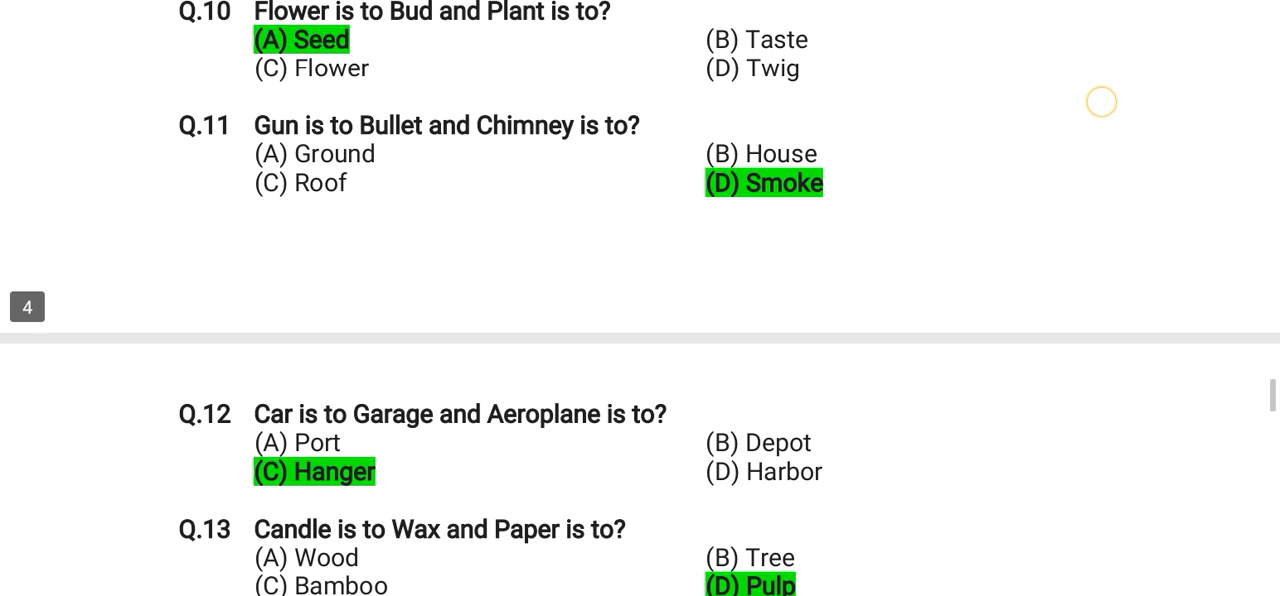 Q.10 Flower is to Bud and Plant is to?
(A) Seed (B) Taste
(C) Flower (D) Twig
Q.11 Gun is to Bullet and Chimney is to?
(A) Ground (B) House
(C) Roof (D) Smoke
4
Q.12 Car is to Garage and Aeroplane is to?
(A) Port (B) Depot
(C) Hanger (D) Harbor
Q.13 Candle is to Wax and Paper is to?
(A) Wood (B) Tree
(C) Bamboo (D) Pulp